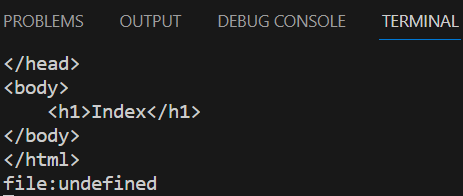 PROBLEMS OUTPUT DEBUG CONSOLE TERMINAL
</head>
<body>
    <h1>Index</h1>
</body>
</html>
file:undefined